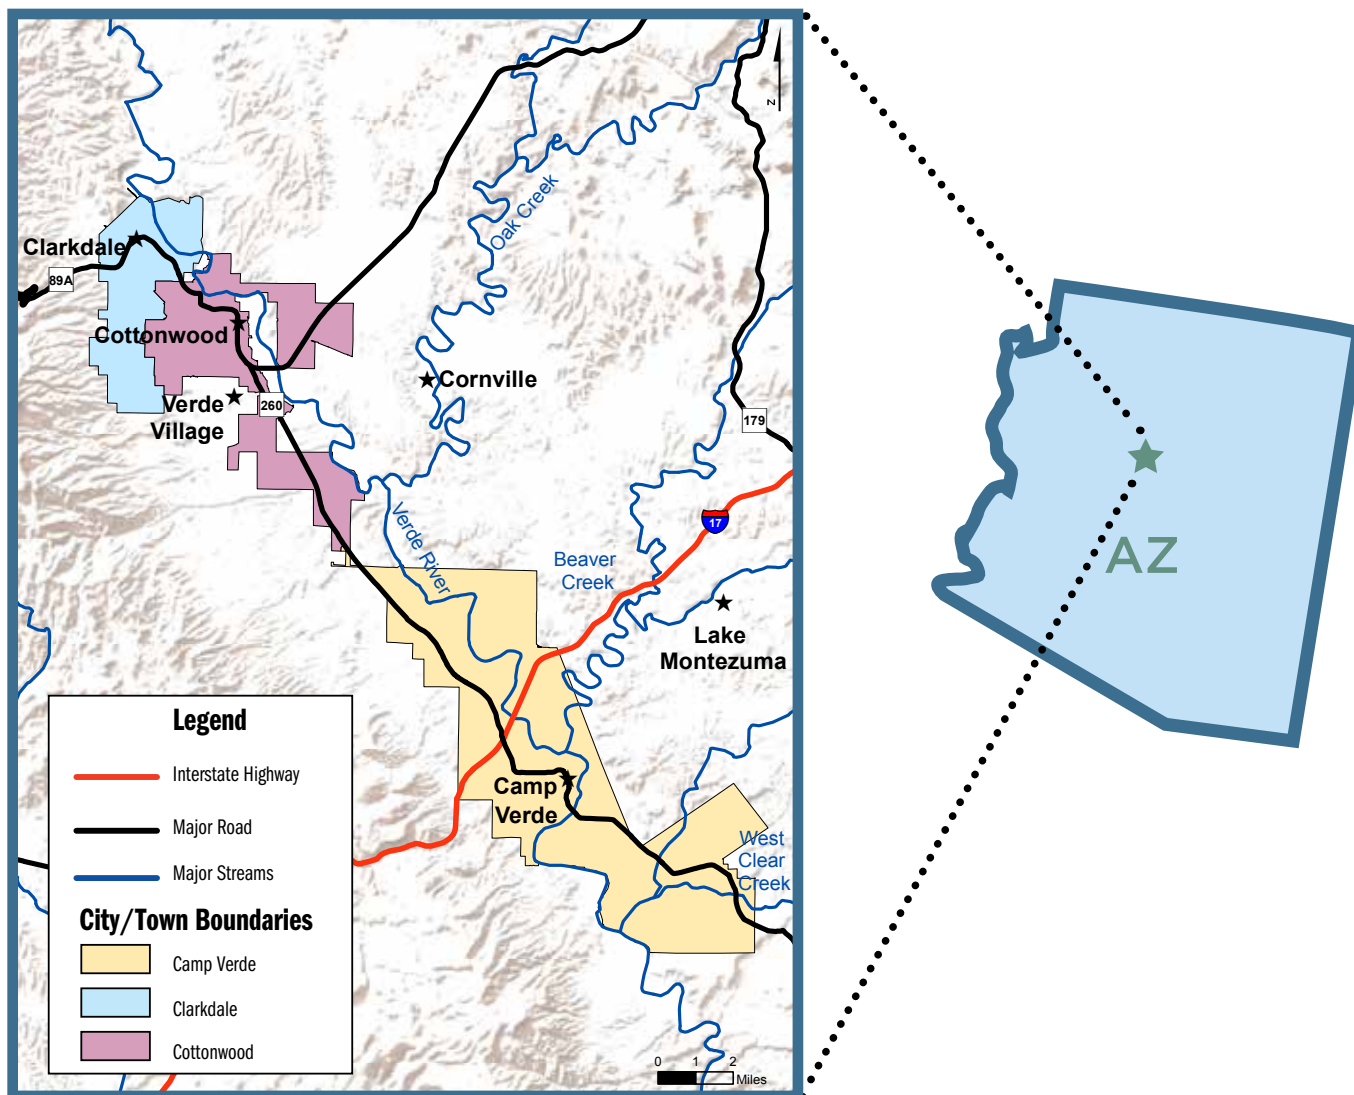 N
Oak Creek
Clarkdale
89A
Cottonwood
Cornville
Verde
Village
260
179
17
Verde River
Beaver
Creek
AZ
Lake
Montezuma
Camp
Verde
West
Clear
Creek
Legend
Interstate Highway
Major Road
Major Streams
City/Town Boundaries
Camp Verde
Clarkdale
Cottonwood
0 1 2
Miles